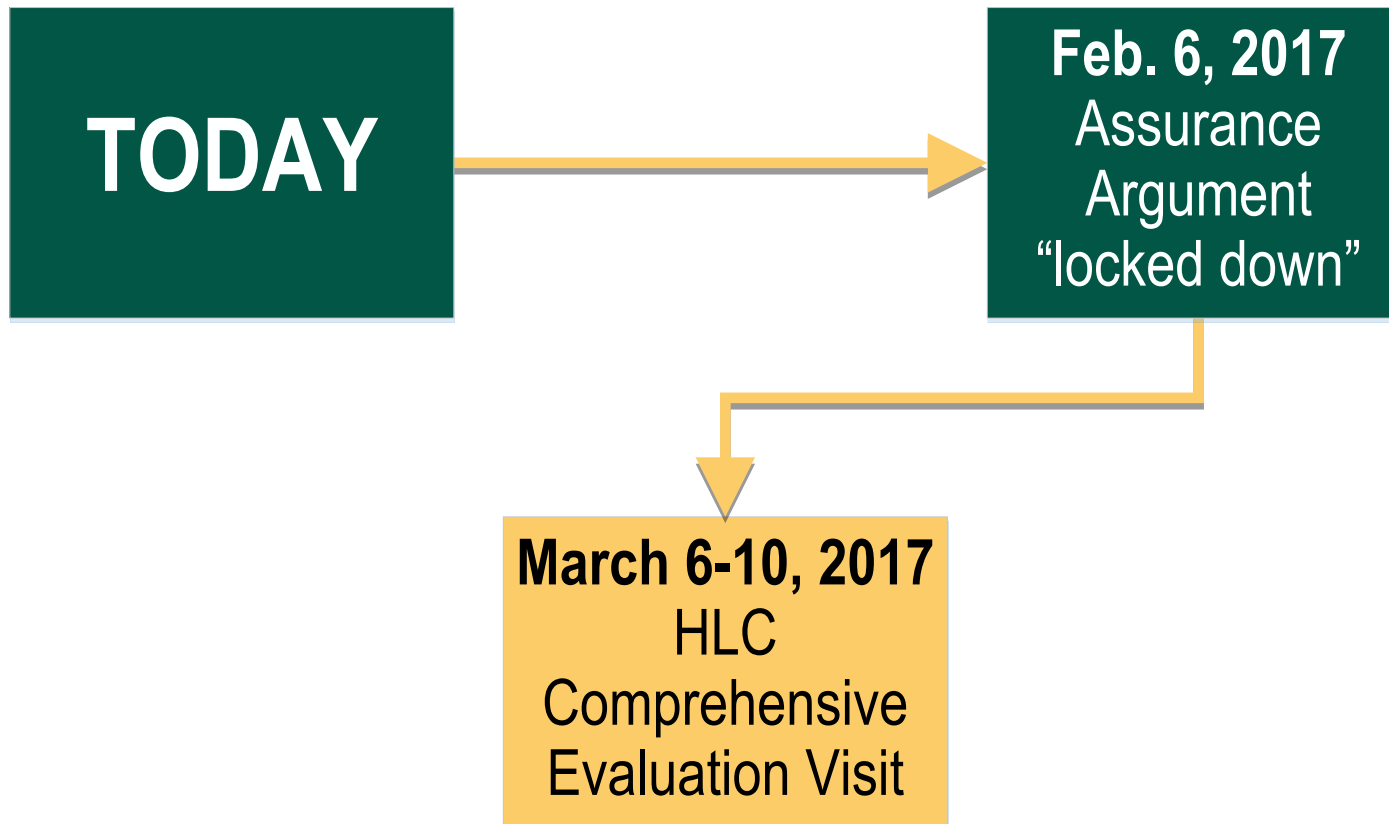 TODAY
Feb. 6, 2017
Assurance
Argument
“locked down”
March 6-10, 2017
HLC
Comprehensive
Evaluation Visit